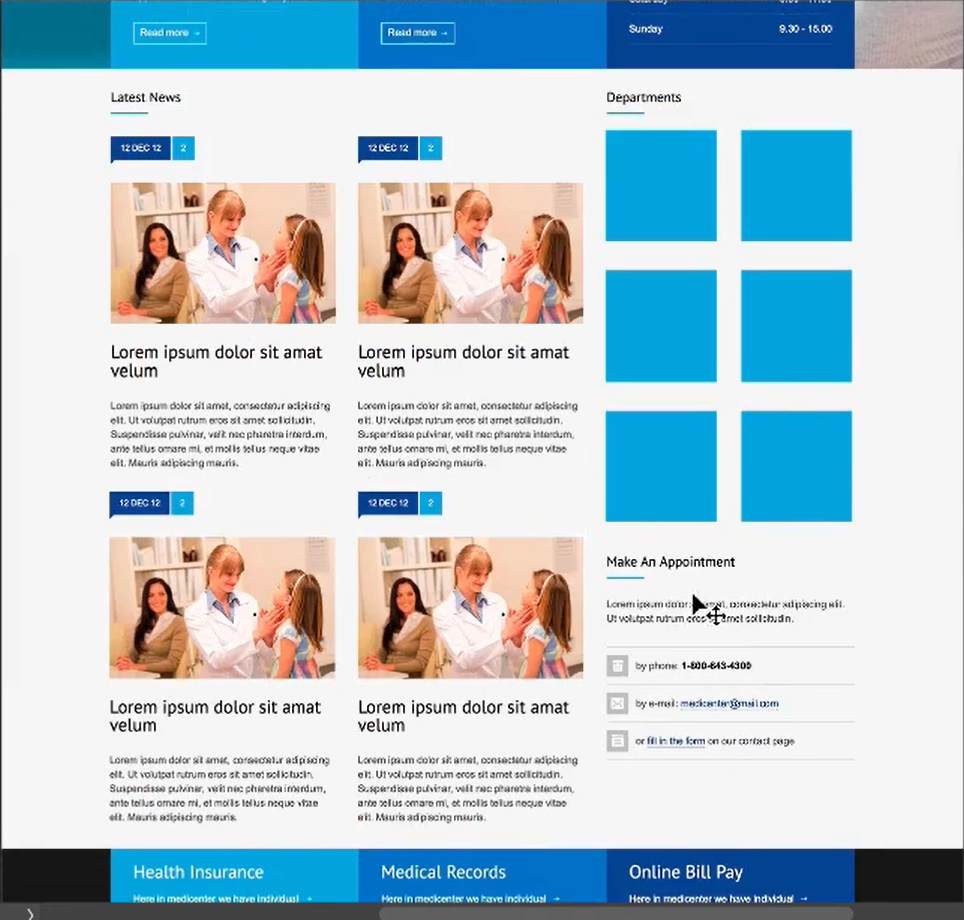 Read more →
Read more →
Sunday 9.30 - 15.00
Latest News
12 DEC 12 2
Lorem ipsum dolor sit amat
velum
Lorem ipsum dolor sit amet, consectetur adipiscing
elit. Ut volutpat rutrum eros sit amet sollicitudin.
Suspendisse pulvinar, velit nec pharetra interdum,
ante tellus ornare mi, et mollis tellus neque vitae
elit. Mauris adipiscing mauris.
12 DEC 12 2
Lorem ipsum dolor sit amat
velum
Lorem ipsum dolor sit amet, consectetur adipiscing
elit. Ut volutpat rutrum eros sit amet sollicitudin.
Suspendisse pulvinar, velit nec pharetra interdum,
ante tellus ornare mi, et mollis tellus neque vitae
elit. Mauris adipiscing mauris.
12 DEC 12 2
Lorem ipsum dolor sit amat
velum
Lorem ipsum dolor sit amet, consectetur adipiscing
elit. Ut volutpat rutrum eros sit amet sollicitudin.
Suspendisse pulvinar, velit nec pharetra interdum,
ante tellus ornare mi, et mollis tellus neque vitae
elit. Mauris adipiscing mauris.
12 DEC 12 2
Lorem ipsum dolor sit amat
velum
Lorem ipsum dolor sit amet, consectetur adipiscing
elit. Ut volutpat rutrum eros sit amet sollicitudin.
Suspendisse pulvinar, velit nec pharetra interdum,
ante tellus ornare mi, et mollis tellus neque vitae
elit. Mauris adipiscing mauris.
Departments
Make An Appointment
Lorem ipsum dolor amet, consectetur adipiscing elit.
Ut volutpat rutrum eros sit amet sollicitudin.
by phone: 1-800-643-4300
by e-mail: medicenter@mail.com
or fill in the form on our contact page
Health Insurance
Here in medicenter we have individual →
Medical Records
Here in medicenter we have individual →
Online Bill Pay
Here in medicenter we have individual →